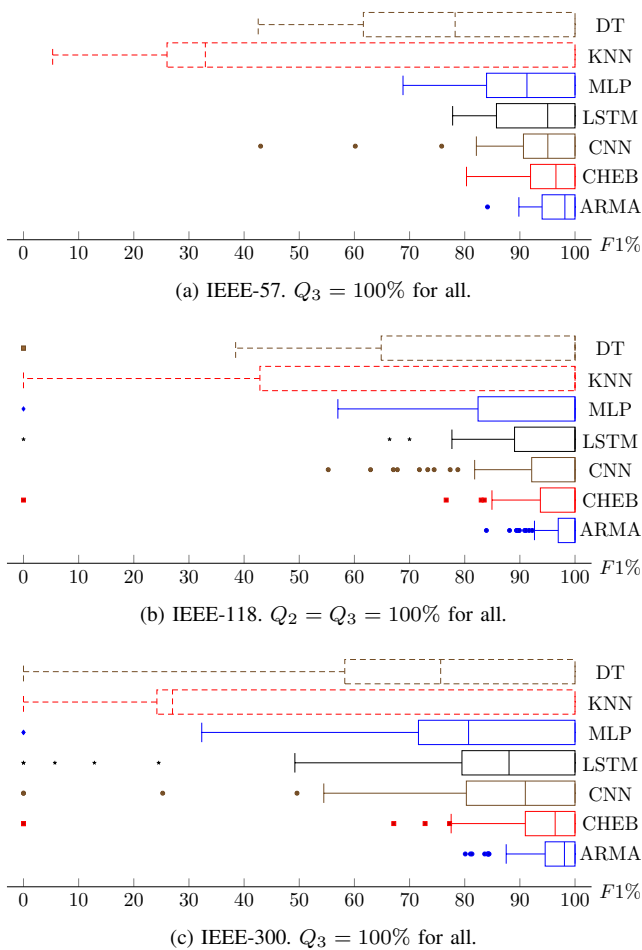 DT
KNN
MLP
LSTM
CNN
CHEB
ARMA
F1%
0 10 20 30 40 50 60 70 80 90 100
(a) IEEE-57. Q₃ = 100% for all.
DT
KNN
MLP
LSTM
CNN
CHEB
ARMA
F1%
0 10 20 30 40 50 60 70 80 90 100
(b) IEEE-118. Q₂ = Q₃ = 100% for all.
DT
KNN
MLP
LSTM
CNN
CHEB
ARMA
F1%
0 10 20 30 40 50 60 70 80 90 100
(c) IEEE-300. Q₃ = 100% for all.